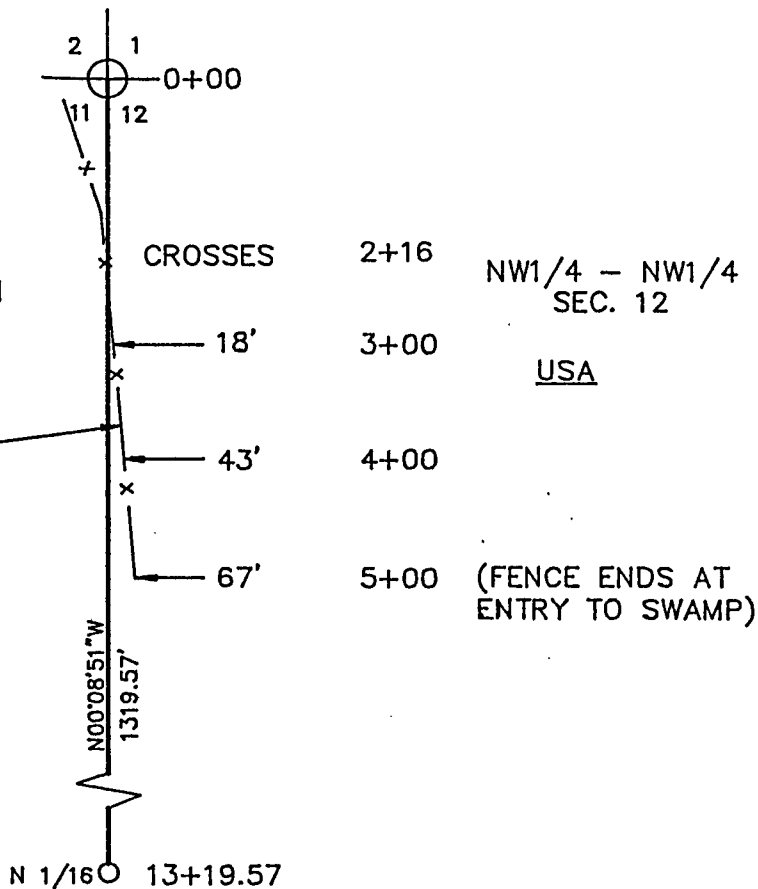 2 1
0+00
11 12
CROSSES 2+16
NW1/4 - NW1/4
SEC. 12
18' 3+00
USA
43' 4+00
67' 5+00 (FENCE ENDS AT
ENTRY TO SWAMP)
N00°08'51"W
1319.57'
N 1/16 13+19.57